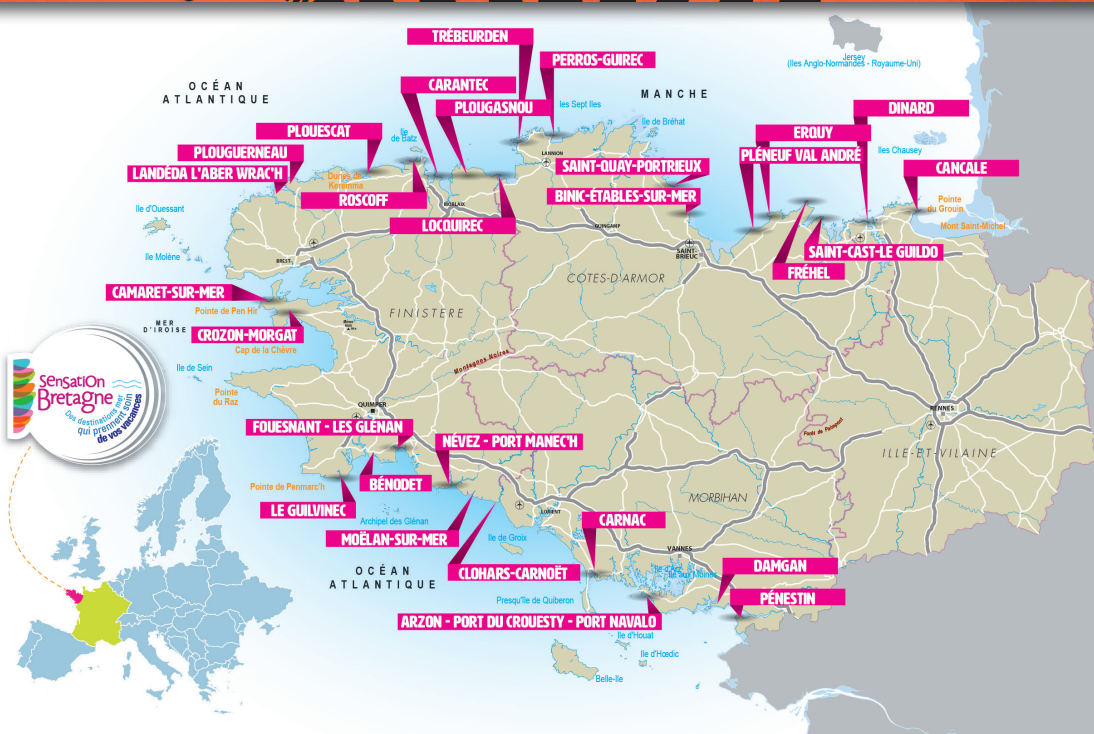 TRÉBEURDEN
PERROS-GUIREC
Jersey
(Iles Anglo-Normandes - Royaume-Uni)
OCÉAN
ATLANTIQUE
CARANTEC
MANCHE
PLOUGASNOU
les Sept Iles
DINARD
Ile de Bréhat
PLOUESCAT
Ile
de Batz
ERQUY
Iles Chausey
PLOUGUERNEAU
LANNION
PLÉNEUF VAL ANDRÉ
LANDÉDA L'ABER WRAC'H
SAINT-QUAY-PORTRIEUX
CANCALE
Dunes de
Keremma
ROSCOFF
MORLAIX
BINIC-ÉTABLES-SUR-MER
Pointe
du Grouin
Ile d'Ouessant
LOCQUIREC
GUINGAMP
Mont Saint-Michel
SAINT-
BRIEUC
SAINT-CAST-LE GUILDO
Ile Molène
BREST
FRÉHEL
CÔTES-D'ARMOR
CAMARET-SUR-MER
Pointe de Pen Hir
FINISTERE
MER
D'IROISE
CROZON-MORGAT
Cap de la Chèvre
Montagnes Noires
Ile de Sein
Pointe
du Raz
sensation
Bretagne
Des destinations mer
qui prennent soin
de vos vacances
QUIMPER
RENNES
FOUESNANT - LES GLÉNAN
NÉVEZ - PORT MANEC'H
Forêt de Paimpont
ILLE-ET-VILAINE
Pointe de Penmarc'h
BÉNODET
MORBIHAN
LE GUILVINEC
LORIENT
Archipel des Glénan
CARNAC
MOËLAN-SUR-MER
Ile de Groix
VANNES
OCÉAN
ATLANTIQUE
CLOHARS-CARNOËT
Ile d'Arz
Ile aux Moines
DAMGAN
Presqu'île de Quiberon
PÉNESTIN
ARZON - PORT DU CROUESTY - PORT NAVALO
Ile d'Houat
Ile d'Hœdic
Belle-Ile